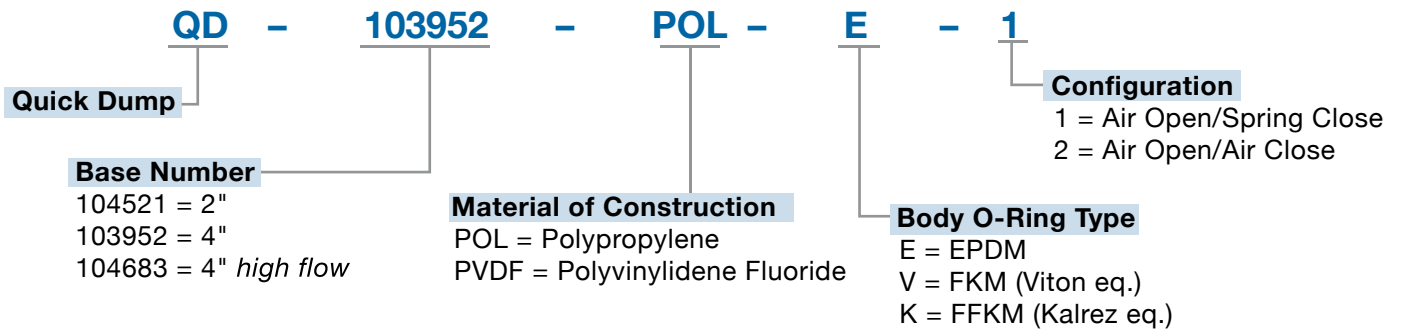 QD – 103952 – POL – E – 1
Quick Dump
Base Number
104521 = 2"
103952 = 4"
104683 = 4" high flow
Material of Construction
POL = Polypropylene
PVDF = Polyvinylidene Fluoride
Body O-Ring Type
E = EPDM
V = FKM (Viton eq.)
K = FFKM (Kalrez eq.)
Configuration
1 = Air Open/Spring Close
2 = Air Open/Air Close